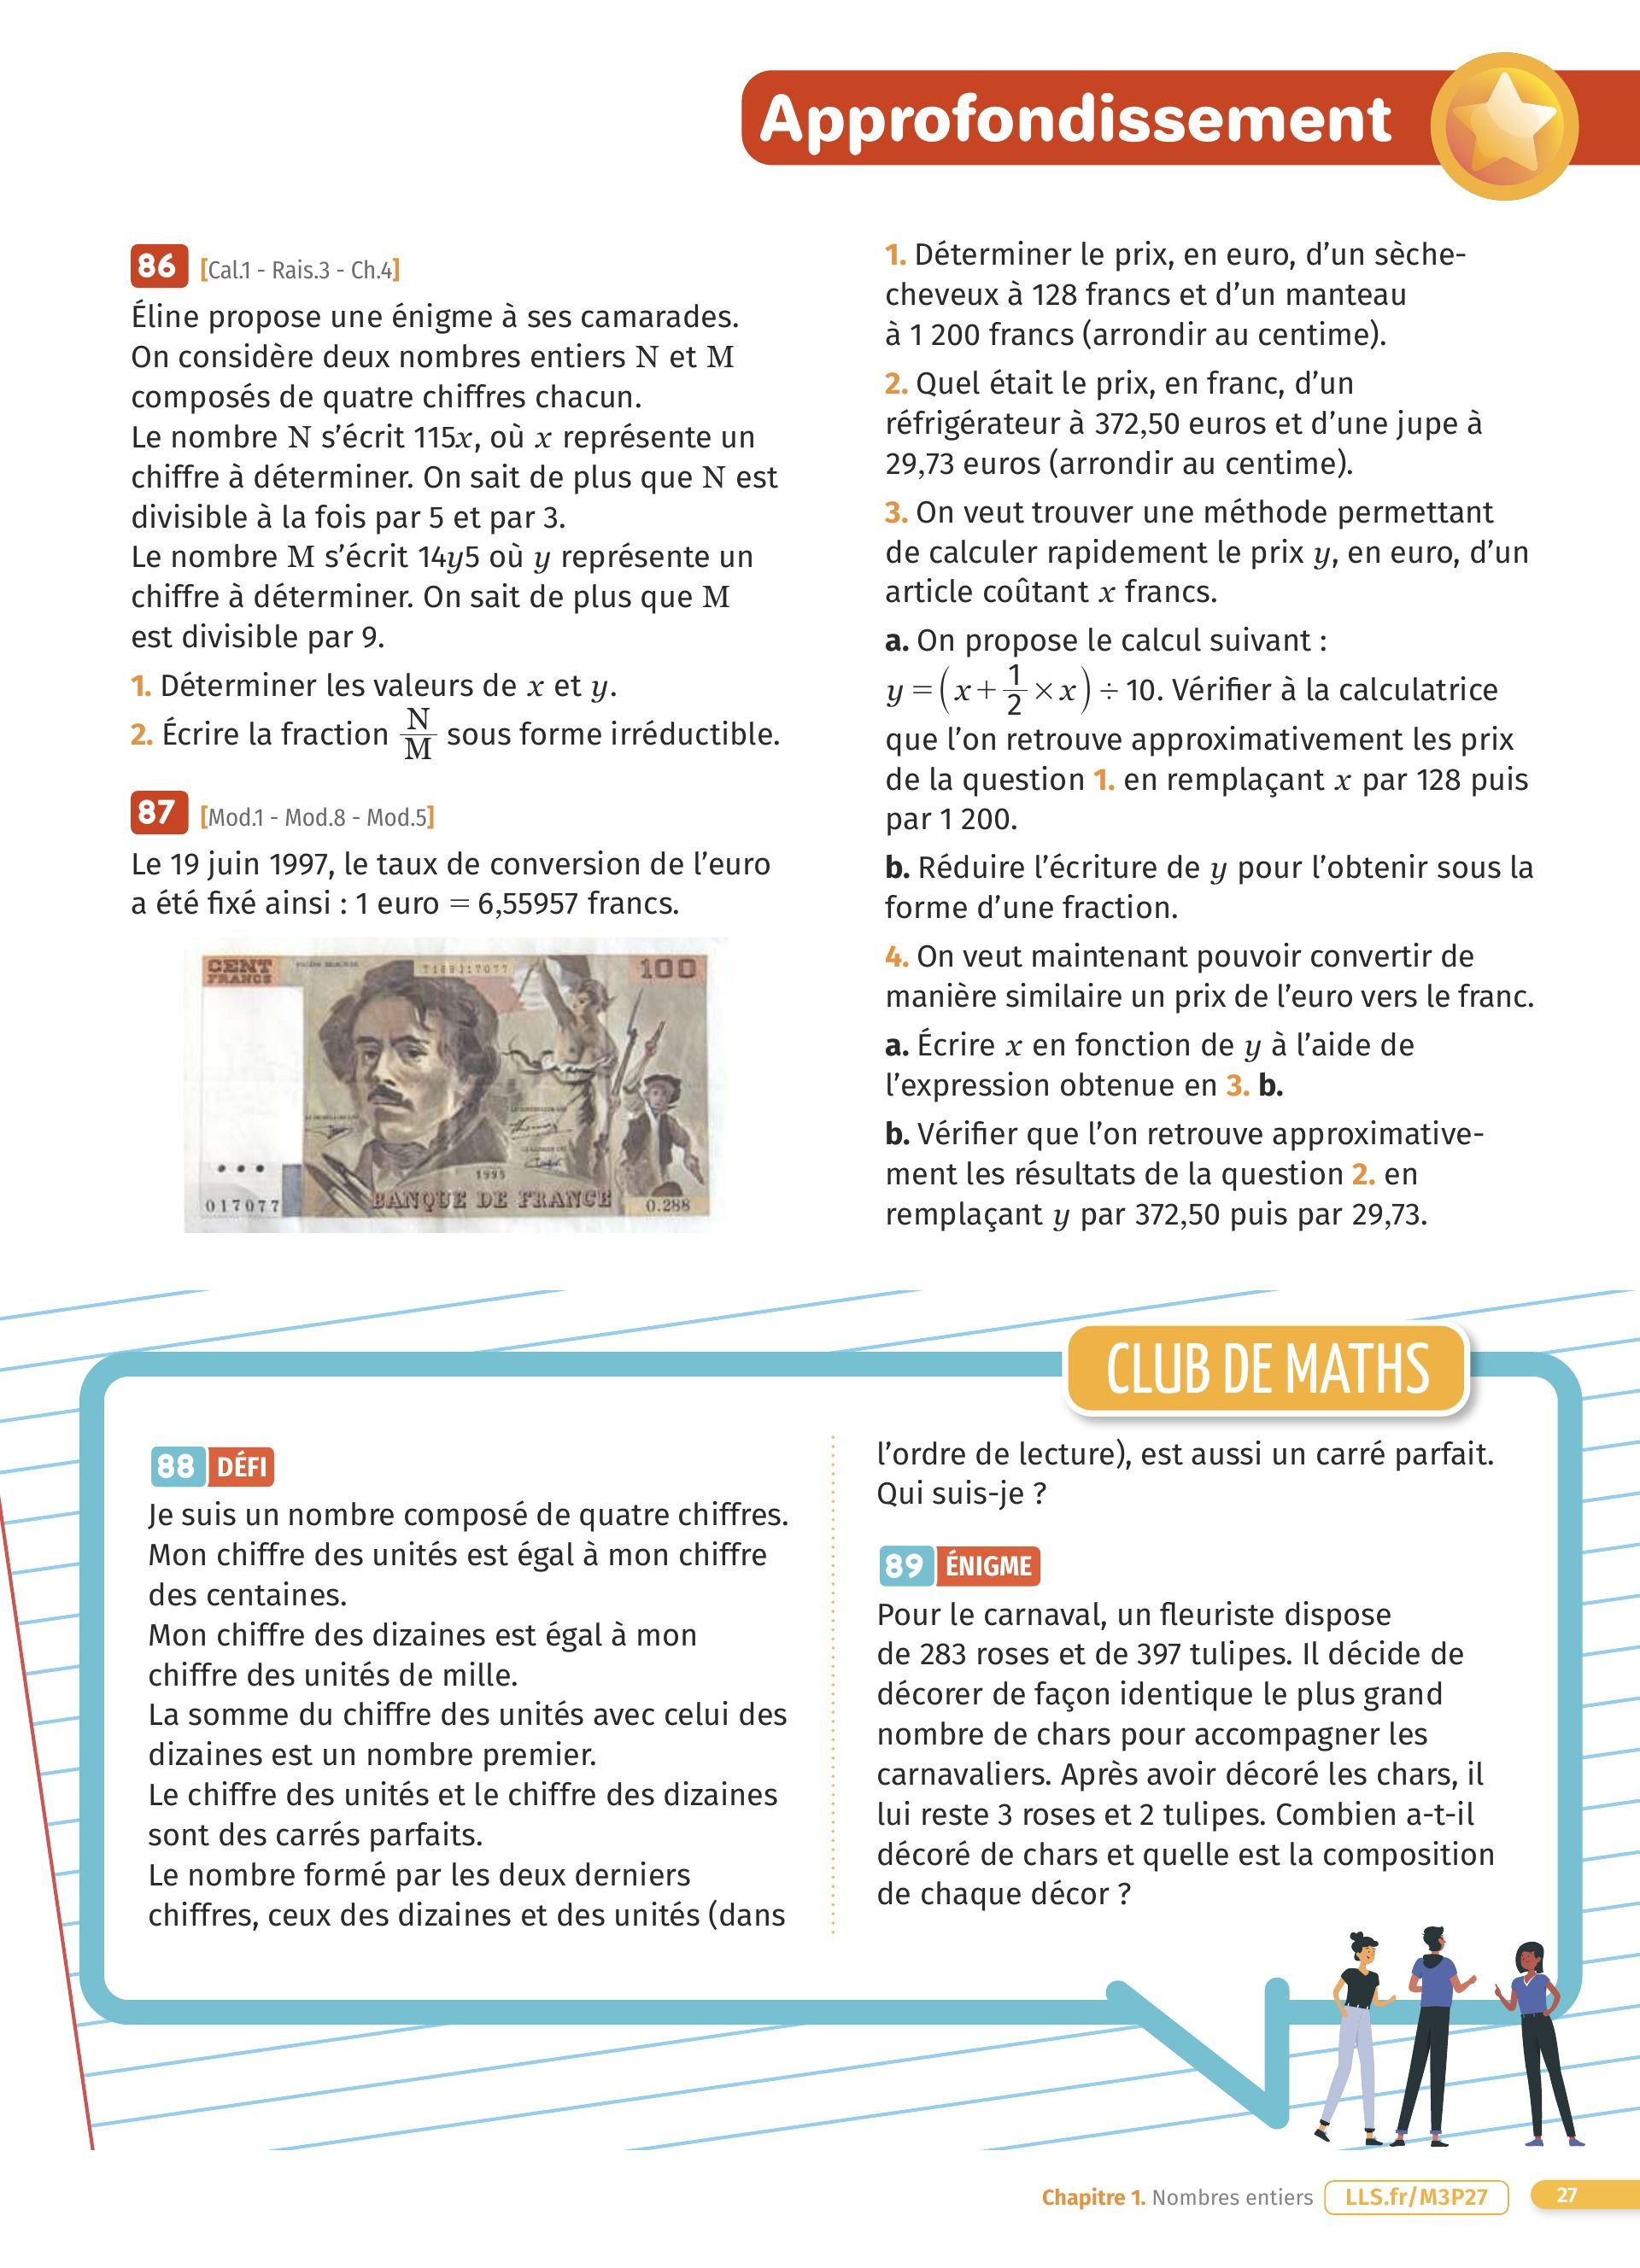 Approfondissement
86 [Cal.1 - Rais.3 - Ch.4]
Éline propose une énigme à ses camarades.
On considère deux nombres entiers N et M
composés de quatre chiffres chacun.
Le nombre N s’écrit 115x, où x représente un
chiffre à déterminer. On sait de plus que N est
divisible à la fois par 5 et par 3.
Le nombre M s’écrit 14y5 où y représente un
chiffre à déterminer. On sait de plus que M
est divisible par 9.
1. Déterminer les valeurs de x et y.
2. Écrire la fraction N/M sous forme irréductible.
87 [Mod.1 - Mod.8 - Mod.5]
Le 19 juin 1997, le taux de conversion de l’euro
a été fixé ainsi : 1 euro = 6,55957 francs.
CENT
FRANCS
100
1995
017077
BANQUE DE FRANCE
0.288
1. Déterminer le prix, en euro, d’un sèche-
cheveux à 128 francs et d’un manteau
à 1 200 francs (arrondir au centime).
2. Quel était le prix, en franc, d’un
réfrigérateur à 372,50 euros et d’une jupe à
29,73 euros (arrondir au centime).
3. On veut trouver une méthode permettant
de calculer rapidement le prix y, en euro, d’un
article coûtant x francs.
a. On propose le calcul suivant :
y = (x + 1/2 × x) ÷ 10. Vérifier à la calculatrice
que l’on retrouve approximativement les prix
de la question 1. en remplaçant x par 128 puis
par 1 200.
b. Réduire l’écriture de y pour l’obtenir sous la
forme d’une fraction.
4. On veut maintenant pouvoir convertir de
manière similaire un prix de l’euro vers le franc.
a. Écrire x en fonction de y à l’aide de
l’expression obtenue en 3. b.
b. Vérifier que l’on retrouve approximative-
ment les résultats de la question 2. en
remplaçant y par 372,50 puis par 29,73.
CLUB DE MATHS
88 DÉFI
Je suis un nombre composé de quatre chiffres.
Mon chiffre des unités est égal à mon chiffre
des centaines.
Mon chiffre des dizaines est égal à mon
chiffre des unités de mille.
La somme du chiffre des unités avec celui des
dizaines est un nombre premier.
Le chiffre des unités et le chiffre des dizaines
sont des carrés parfaits.
Le nombre formé par les deux derniers
chiffres, ceux des dizaines et des unités (dans
l’ordre de lecture), est aussi un carré parfait.
Qui suis-je ?
89 ÉNIGME
Pour le carnaval, un fleuriste dispose
de 283 roses et de 397 tulipes. Il décide de
décorer de façon identique le plus grand
nombre de chars pour accompagner les
carnavaliers. Après avoir décoré les chars, il
lui reste 3 roses et 2 tulipes. Combien a-t-il
décoré de chars et quelle est la composition
de chaque décor ?
Chapitre 1. Nombres entiers LLS.fr/M3P27 27